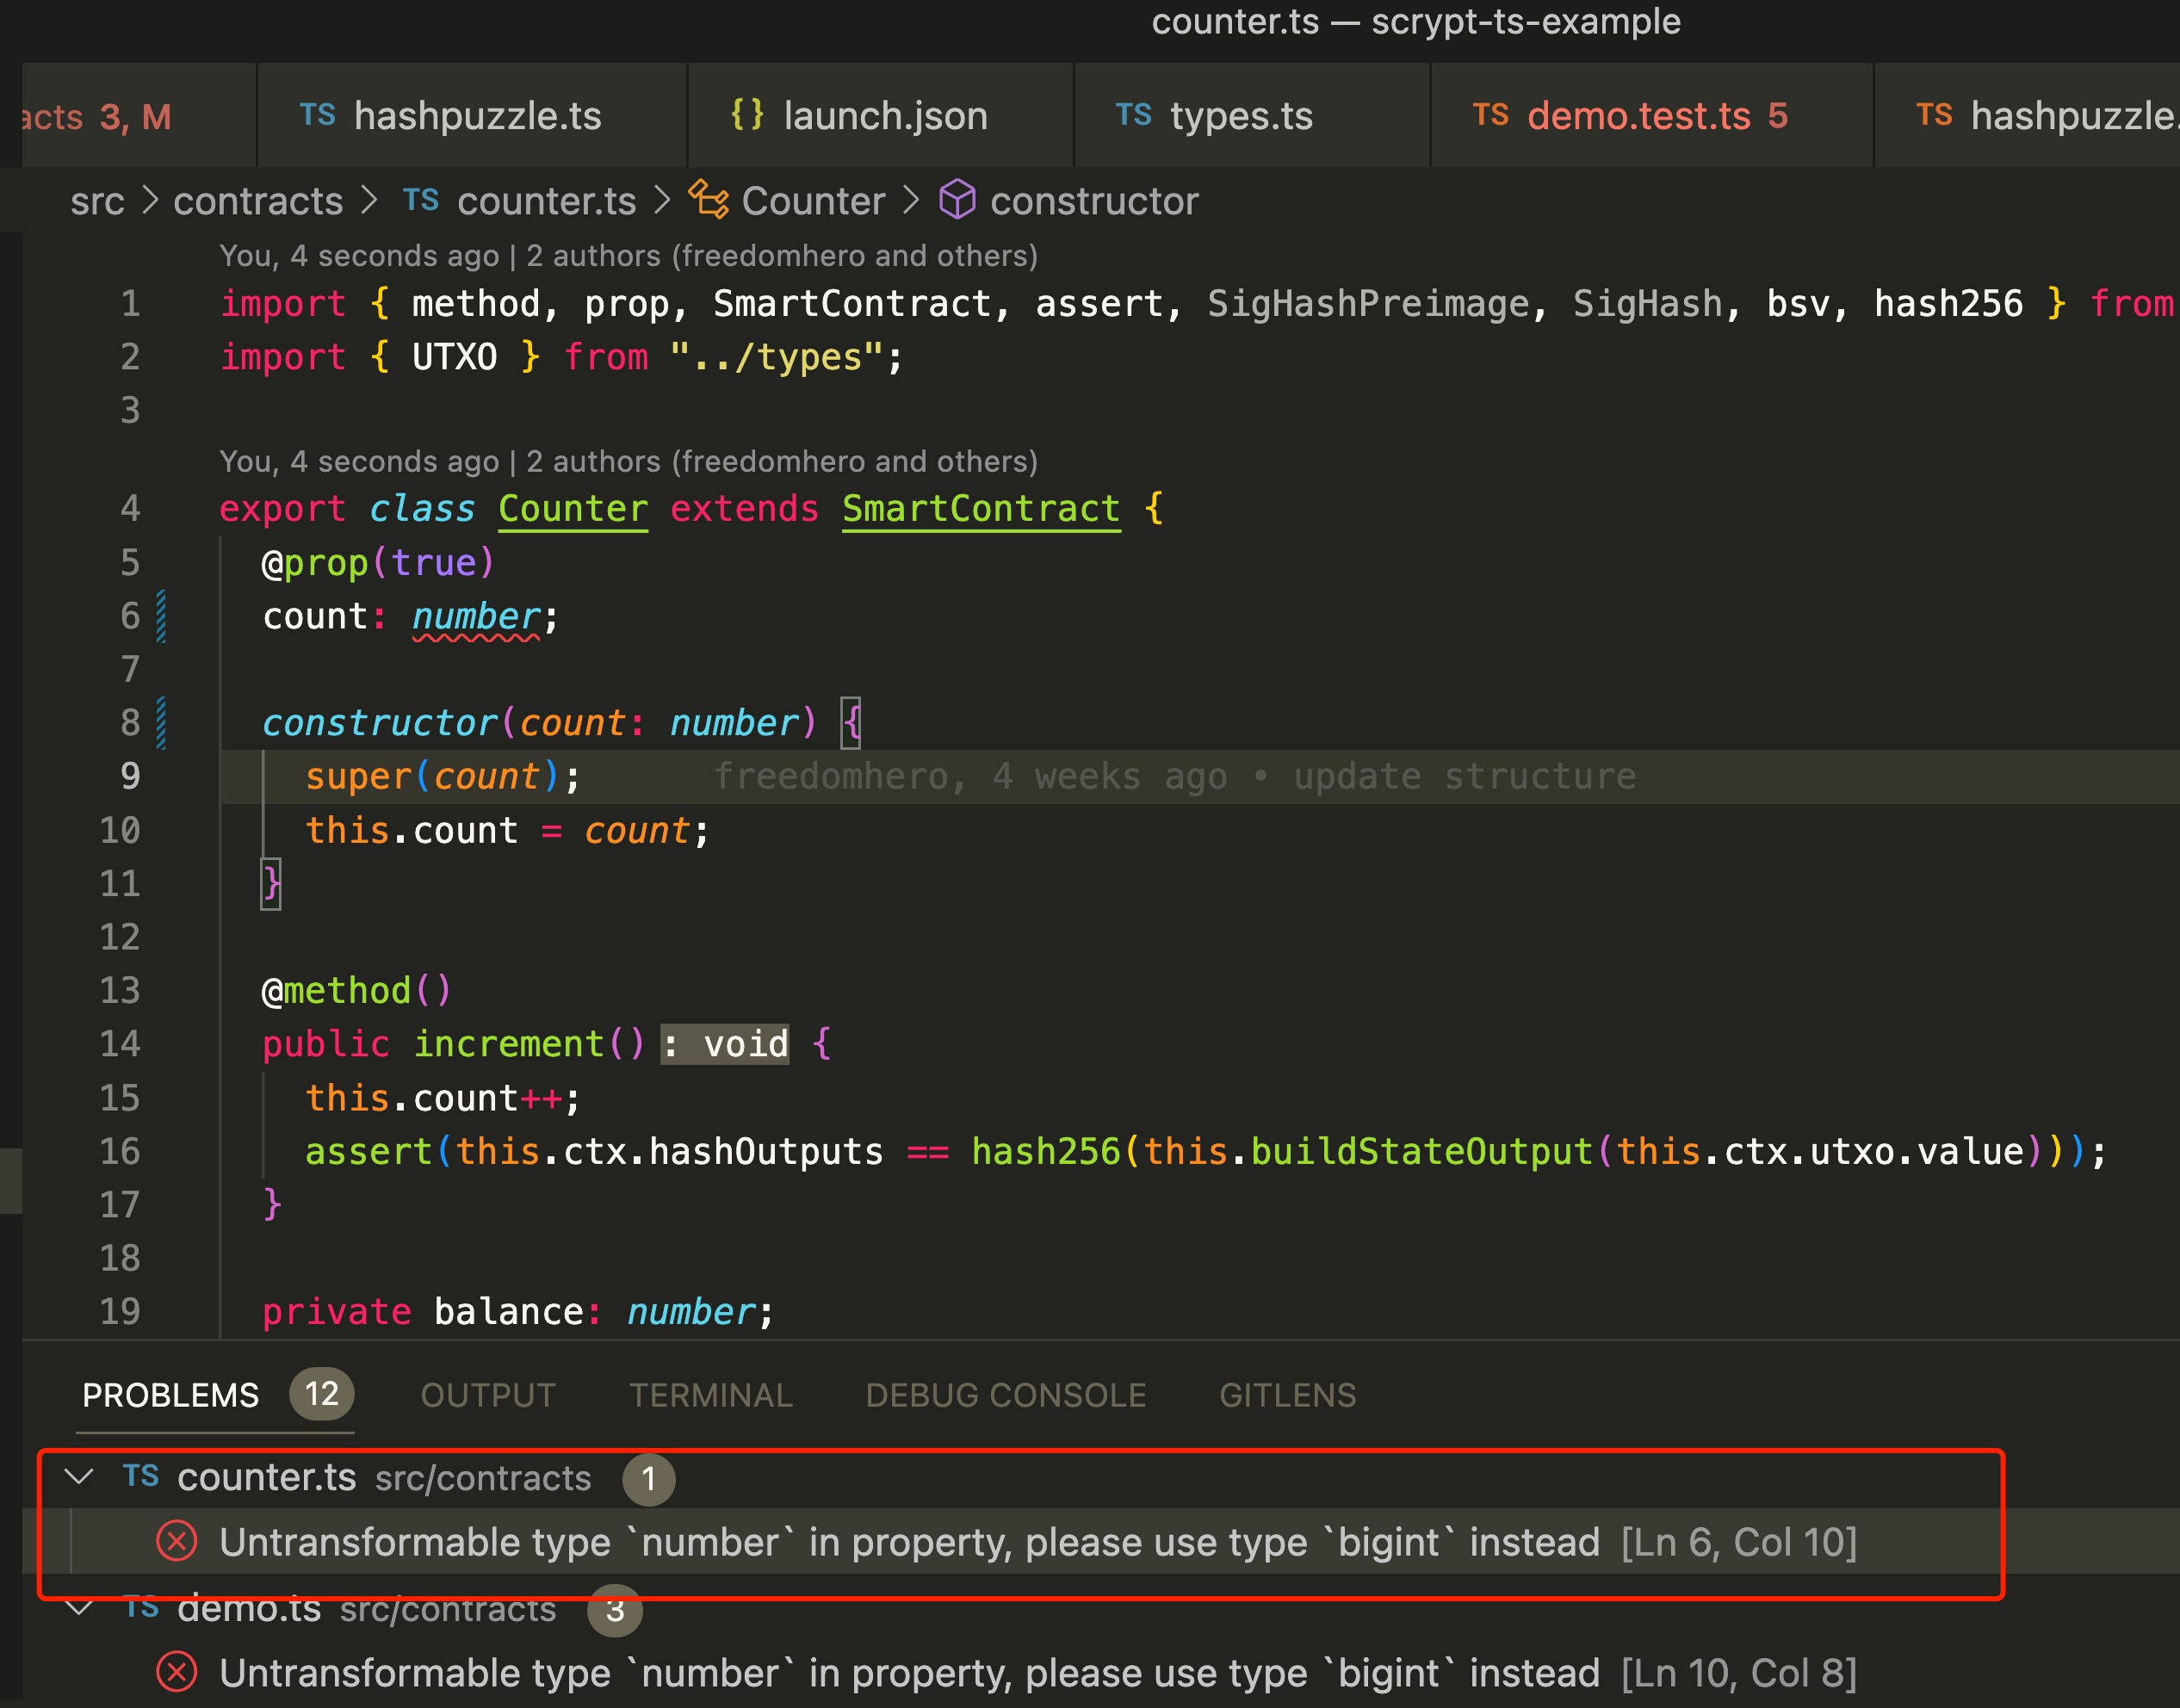 counter.ts — scrypt-ts-example
acts 3, M TS hashpuzzle.ts {} launch.json TS types.ts TS demo.test.ts 5 TS hashpuzzle.
src > contracts > TS counter.ts > Counter > constructor
You, 4 seconds ago | 2 authors (freedomhero and others)
1 import { method, prop, SmartContract, assert, SigHashPreimage, SigHash, bsv, hash256 } from
2 import { UTXO } from "../types";
3
You, 4 seconds ago | 2 authors (freedomhero and others)
4 export class Counter extends SmartContract {
5 @prop(true)
6 count: number;
7
8 constructor(count: number) {
9 super(count); freedomhero, 4 weeks ago • update structure
10 this.count = count;
11 }
12
13 @method()
14 public increment() : void {
15 this.count++;
16 assert(this.ctx.hashOutputs == hash256(this.buildStateOutput(this.ctx.utxo.value)));
17 }
18
19 private balance: number;
PROBLEMS 12 OUTPUT TERMINAL DEBUG CONSOLE GITLENS
TS counter.ts src/contracts 1
Untransformable type `number` in property, please use type `bigint` instead [Ln 6, Col 10]
TS demo.ts src/contracts 3
Untransformable type `number` in property, please use type `bigint` instead [Ln 10, Col 8]